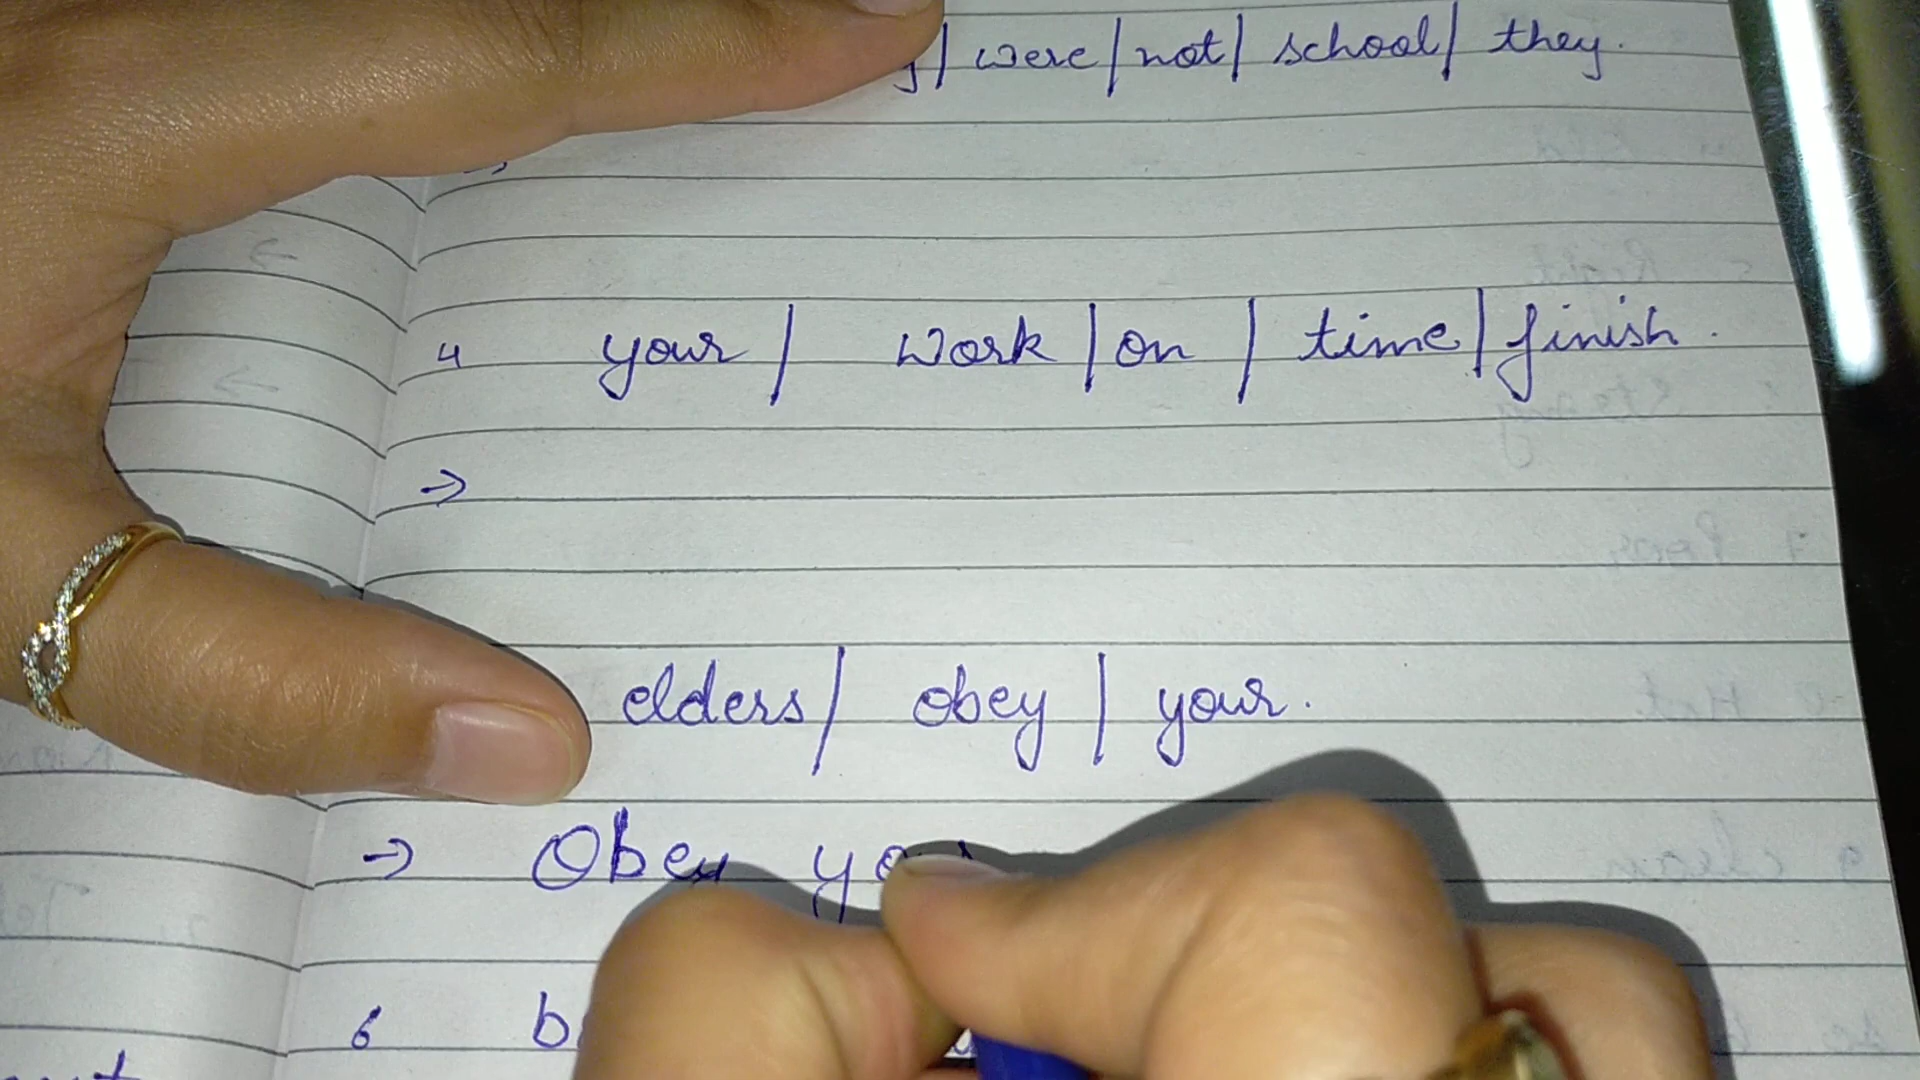 | were | not | school | they.
4 your | work | on | time | finish.
→
elders | obey | your.
→ Obey
6